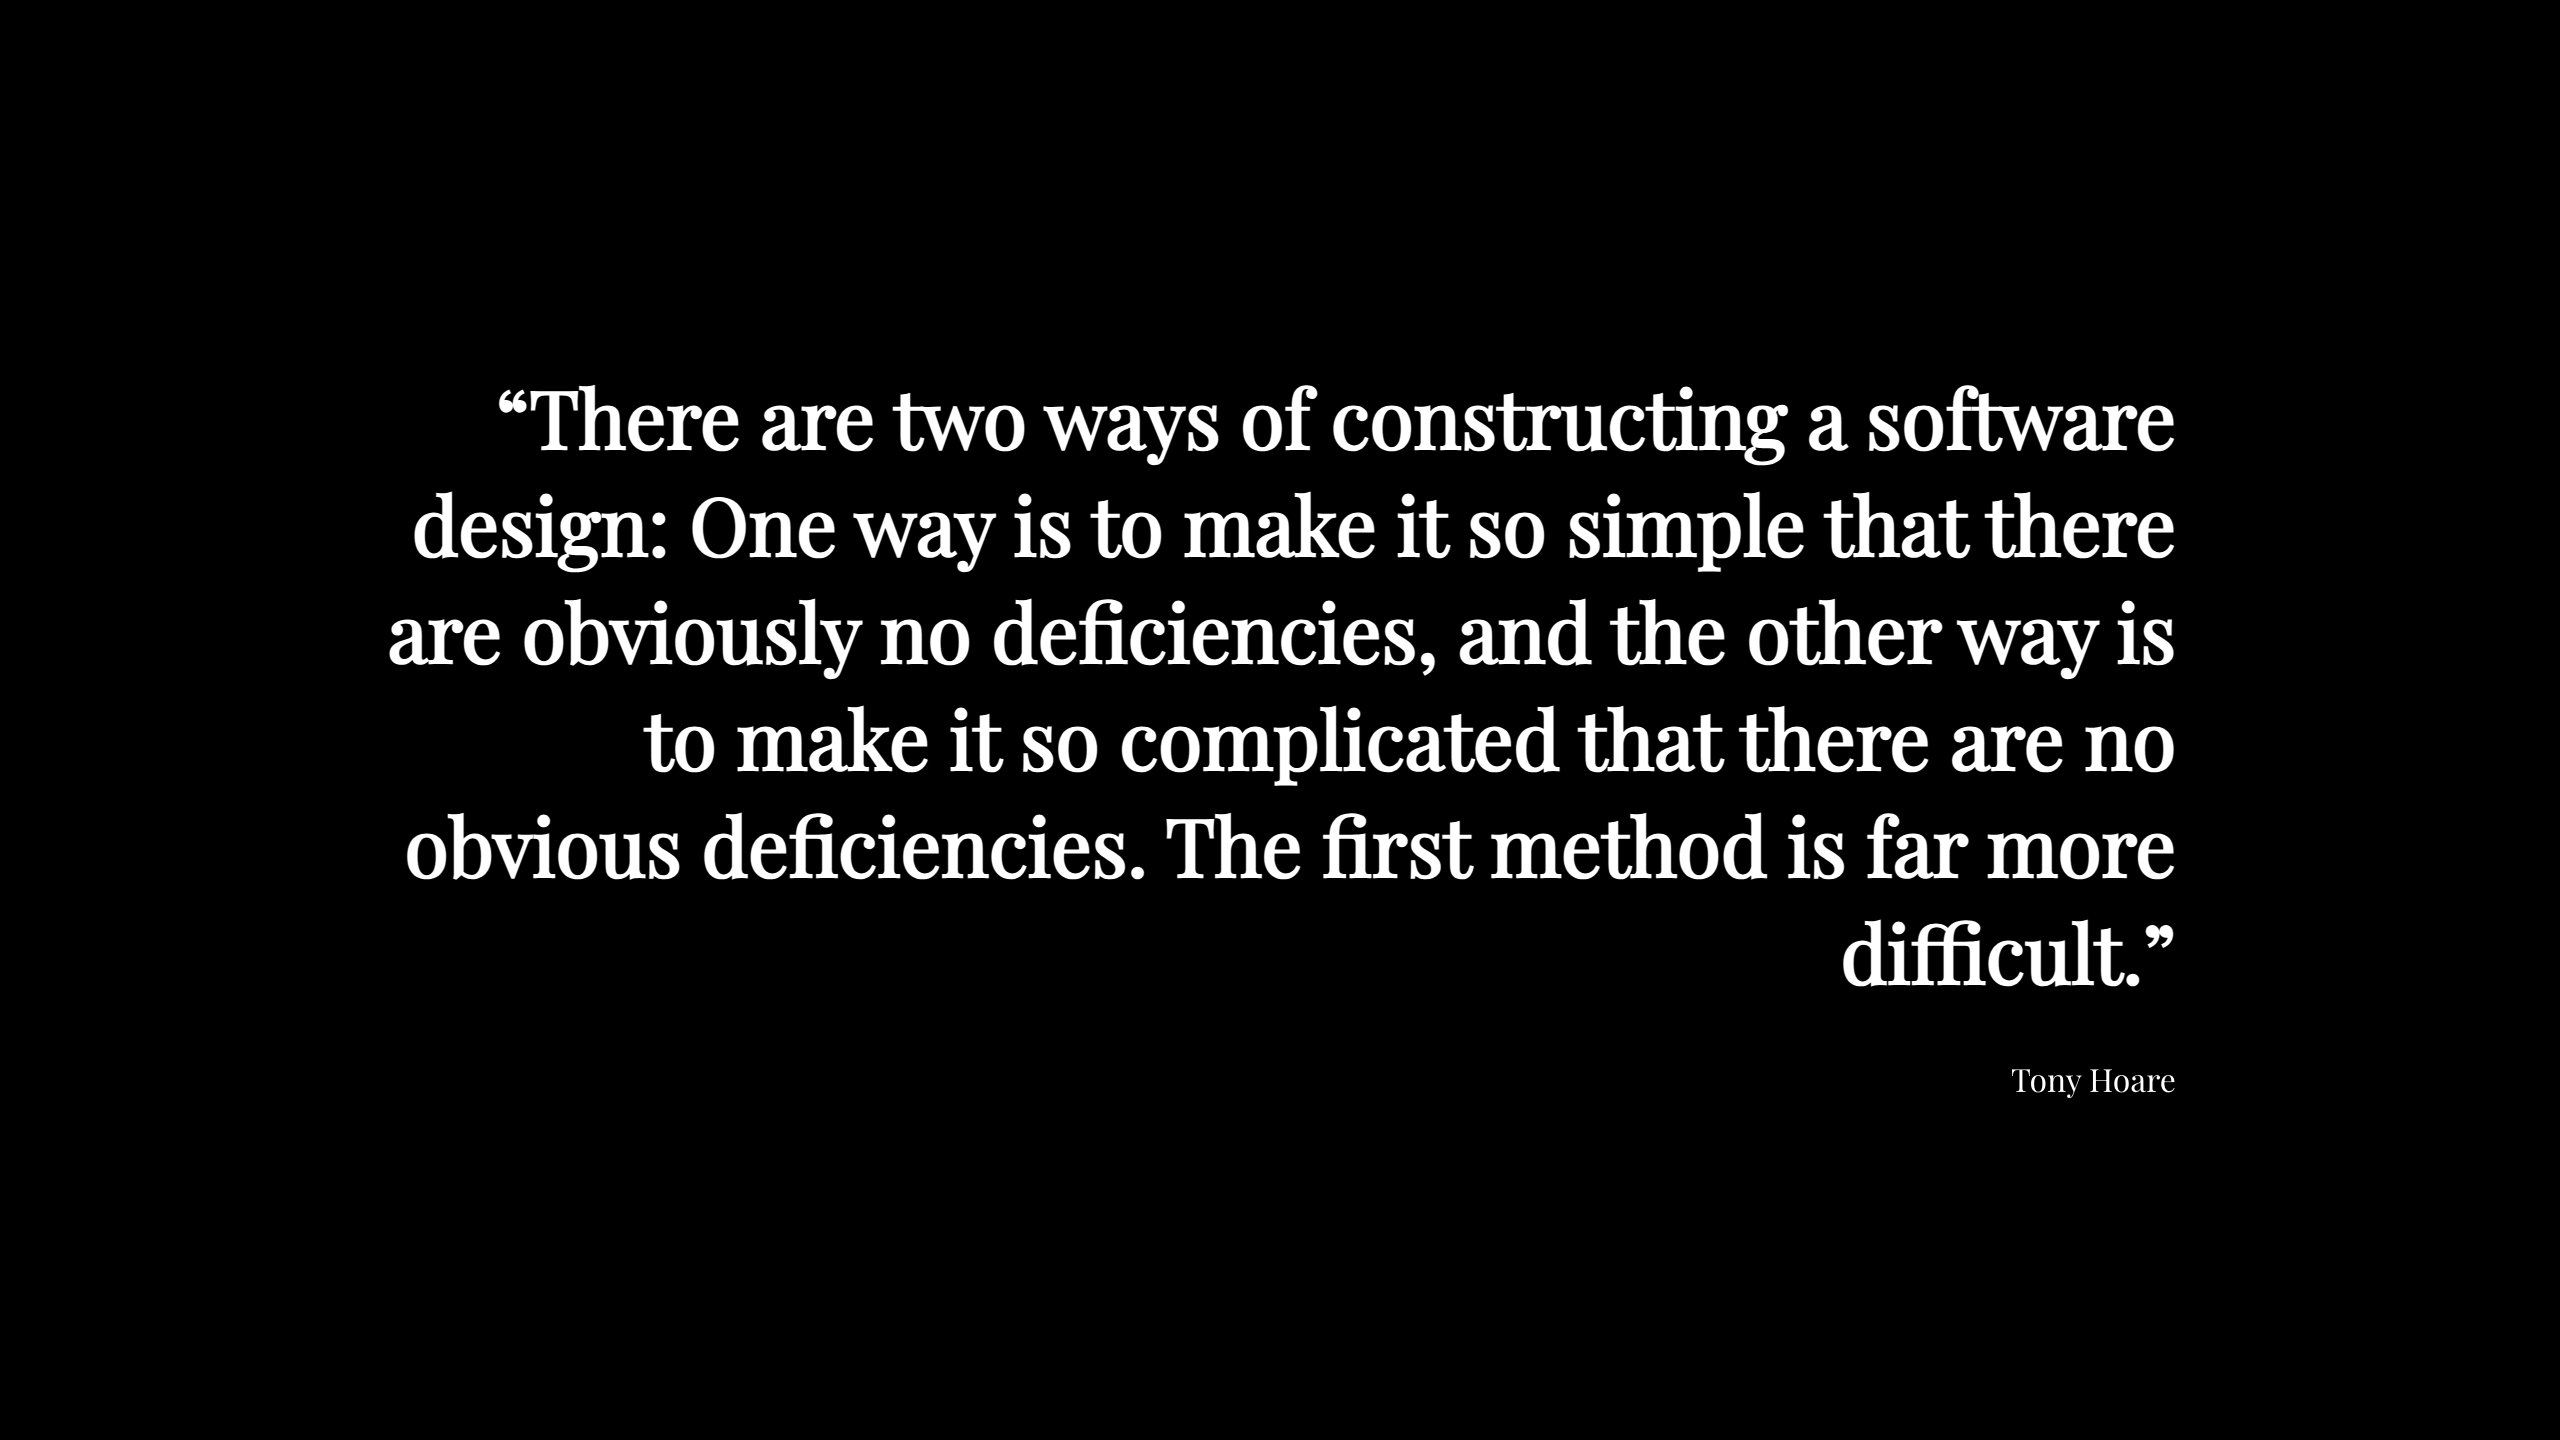 “There are two ways of constructing a software
design: One way is to make it so simple that there
are obviously no deficiencies, and the other way is
to make it so complicated that there are no
obvious deficiencies. The first method is far more
difficult.”
Tony Hoare